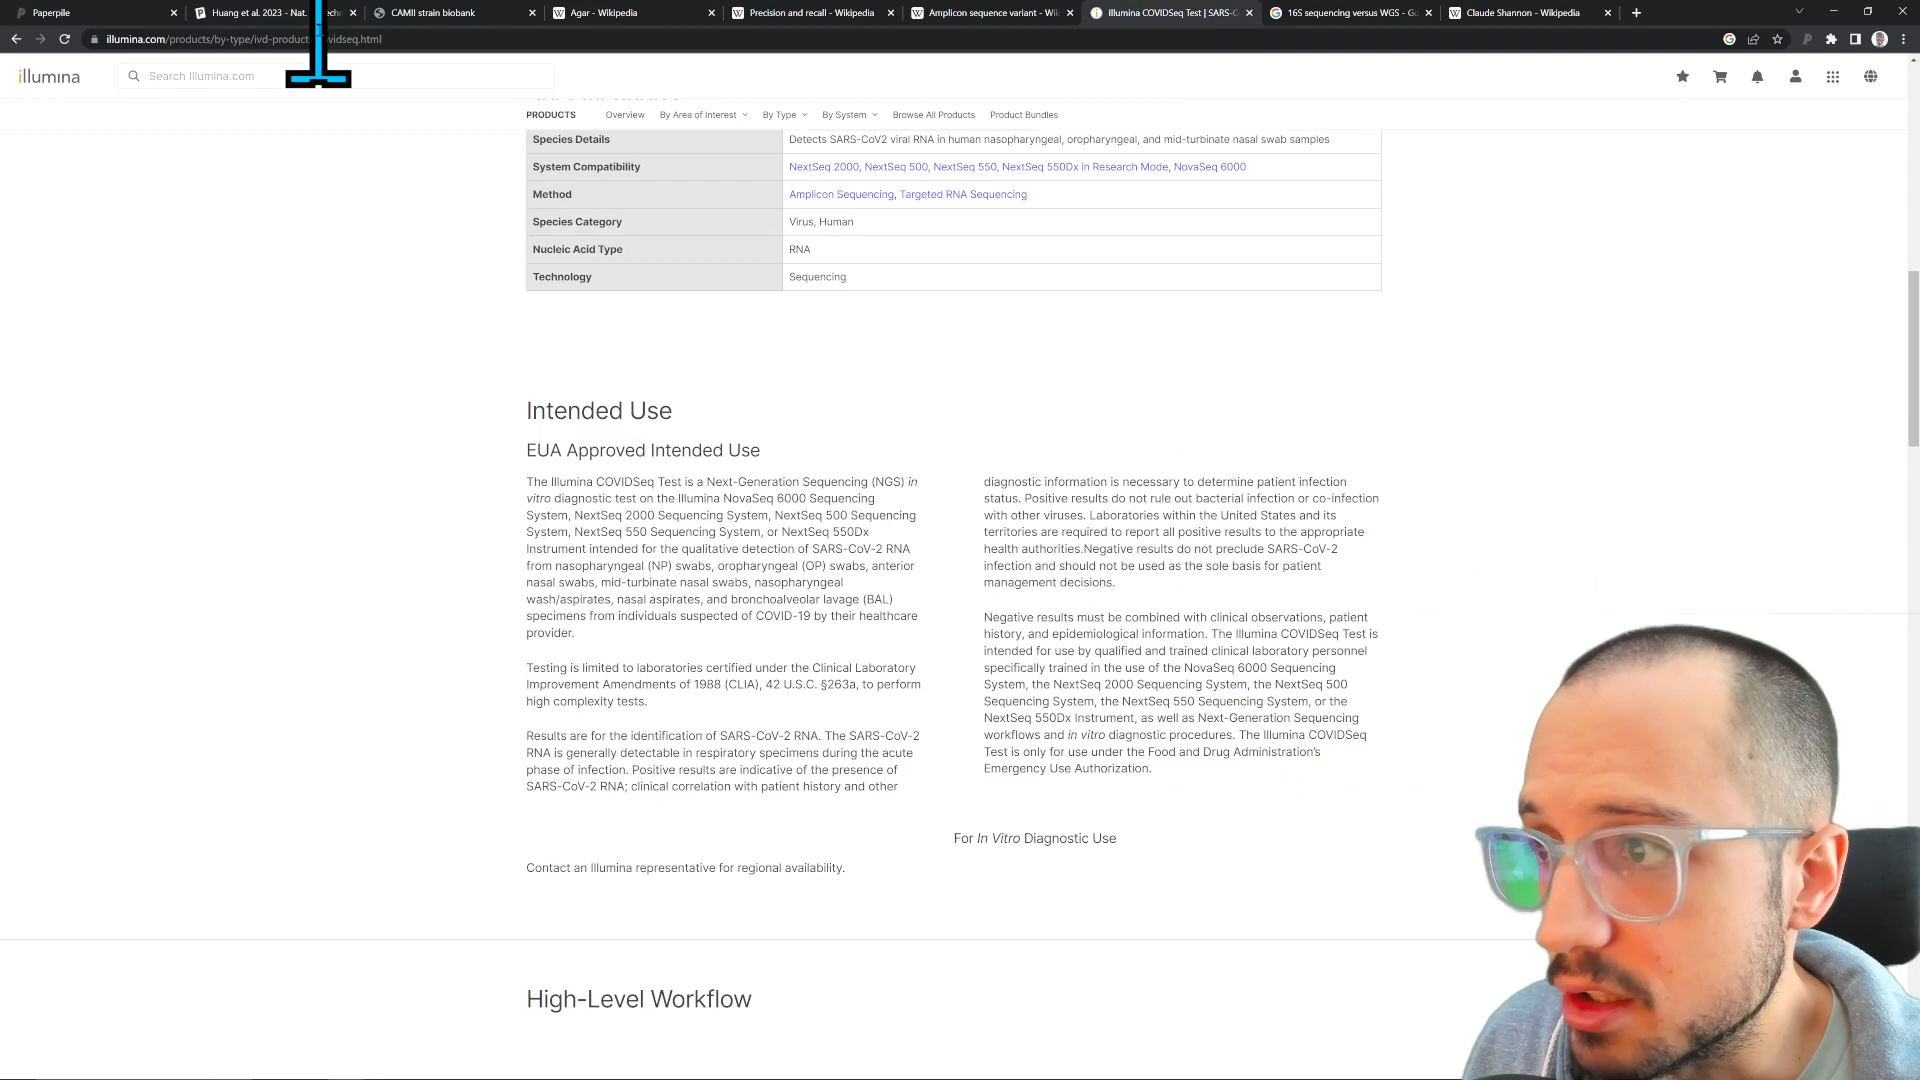 Paperpile
Huang et al. 2023 - Nat.
CAMII strain biobank
Agar - Wikipedia
Precision and recall - Wikipedia
Amplicon sequence variant - Wik
Illumina COVIDSeq Test | SARS-C
16S sequencing versus WGS - Go
Claude Shannon - Wikipedia
illumina.com/products/by-type/ivd-product
vidseq.html
illumina
Search Illumina.com
PRODUCTS
Overview
By Area of Interest
By Type
By System
Browse All Products
Product Bundles
Species Details
Detects SARS-CoV2 viral RNA in human nasopharyngeal, oropharyngeal, and mid-turbinate nasal swab samples
System Compatibility
NextSeq 2000, NextSeq 500, NextSeq 550, NextSeq 550Dx in Research Mode, NovaSeq 6000
Method
Amplicon Sequencing, Targeted RNA Sequencing
Species Category
Virus, Human
Nucleic Acid Type
RNA
Technology
Sequencing
Intended Use
EUA Approved Intended Use
The Illumina COVIDSeq Test is a Next-Generation Sequencing (NGS) in
vitro diagnostic test on the Illumina NovaSeq 6000 Sequencing
System, NextSeq 2000 Sequencing System, NextSeq 500 Sequencing
System, NextSeq 550 Sequencing System, or NextSeq 550Dx
Instrument intended for the qualitative detection of SARS-CoV-2 RNA
from nasopharyngeal (NP) swabs, oropharyngeal (OP) swabs, anterior
nasal swabs, mid-turbinate nasal swabs, nasopharyngeal
wash/aspirates, nasal aspirates, and bronchoalveolar lavage (BAL)
specimens from individuals suspected of COVID-19 by their healthcare
provider.
Testing is limited to laboratories certified under the Clinical Laboratory
Improvement Amendments of 1988 (CLIA), 42 U.S.C. §263a, to perform
high complexity tests.
Results are for the identification of SARS-CoV-2 RNA. The SARS-CoV-2
RNA is generally detectable in respiratory specimens during the acute
phase of infection. Positive results are indicative of the presence of
SARS-CoV-2 RNA; clinical correlation with patient history and other
diagnostic information is necessary to determine patient infection
status. Positive results do not rule out bacterial infection or co-infection
with other viruses. Laboratories within the United States and its
territories are required to report all positive results to the appropriate
health authorities.Negative results do not preclude SARS-CoV-2
infection and should not be used as the sole basis for patient
management decisions.
Negative results must be combined with clinical observations, patient
history, and epidemiological information. The Illumina COVIDSeq Test is
intended for use by qualified and trained clinical laboratory personnel
specifically trained in the use of the NovaSeq 6000 Sequencing
System, the NextSeq 2000 Sequencing System, the NextSeq 500
Sequencing System, the NextSeq 550 Sequencing System, or the
NextSeq 550Dx Instrument, as well as Next-Generation Sequencing
workflows and in vitro diagnostic procedures. The Illumina COVIDSeq
Test is only for use under the Food and Drug Administration's
Emergency Use Authorization.
For In Vitro Diagnostic Use
Contact an Illumina representative for regional availability.
High-Level Workflow